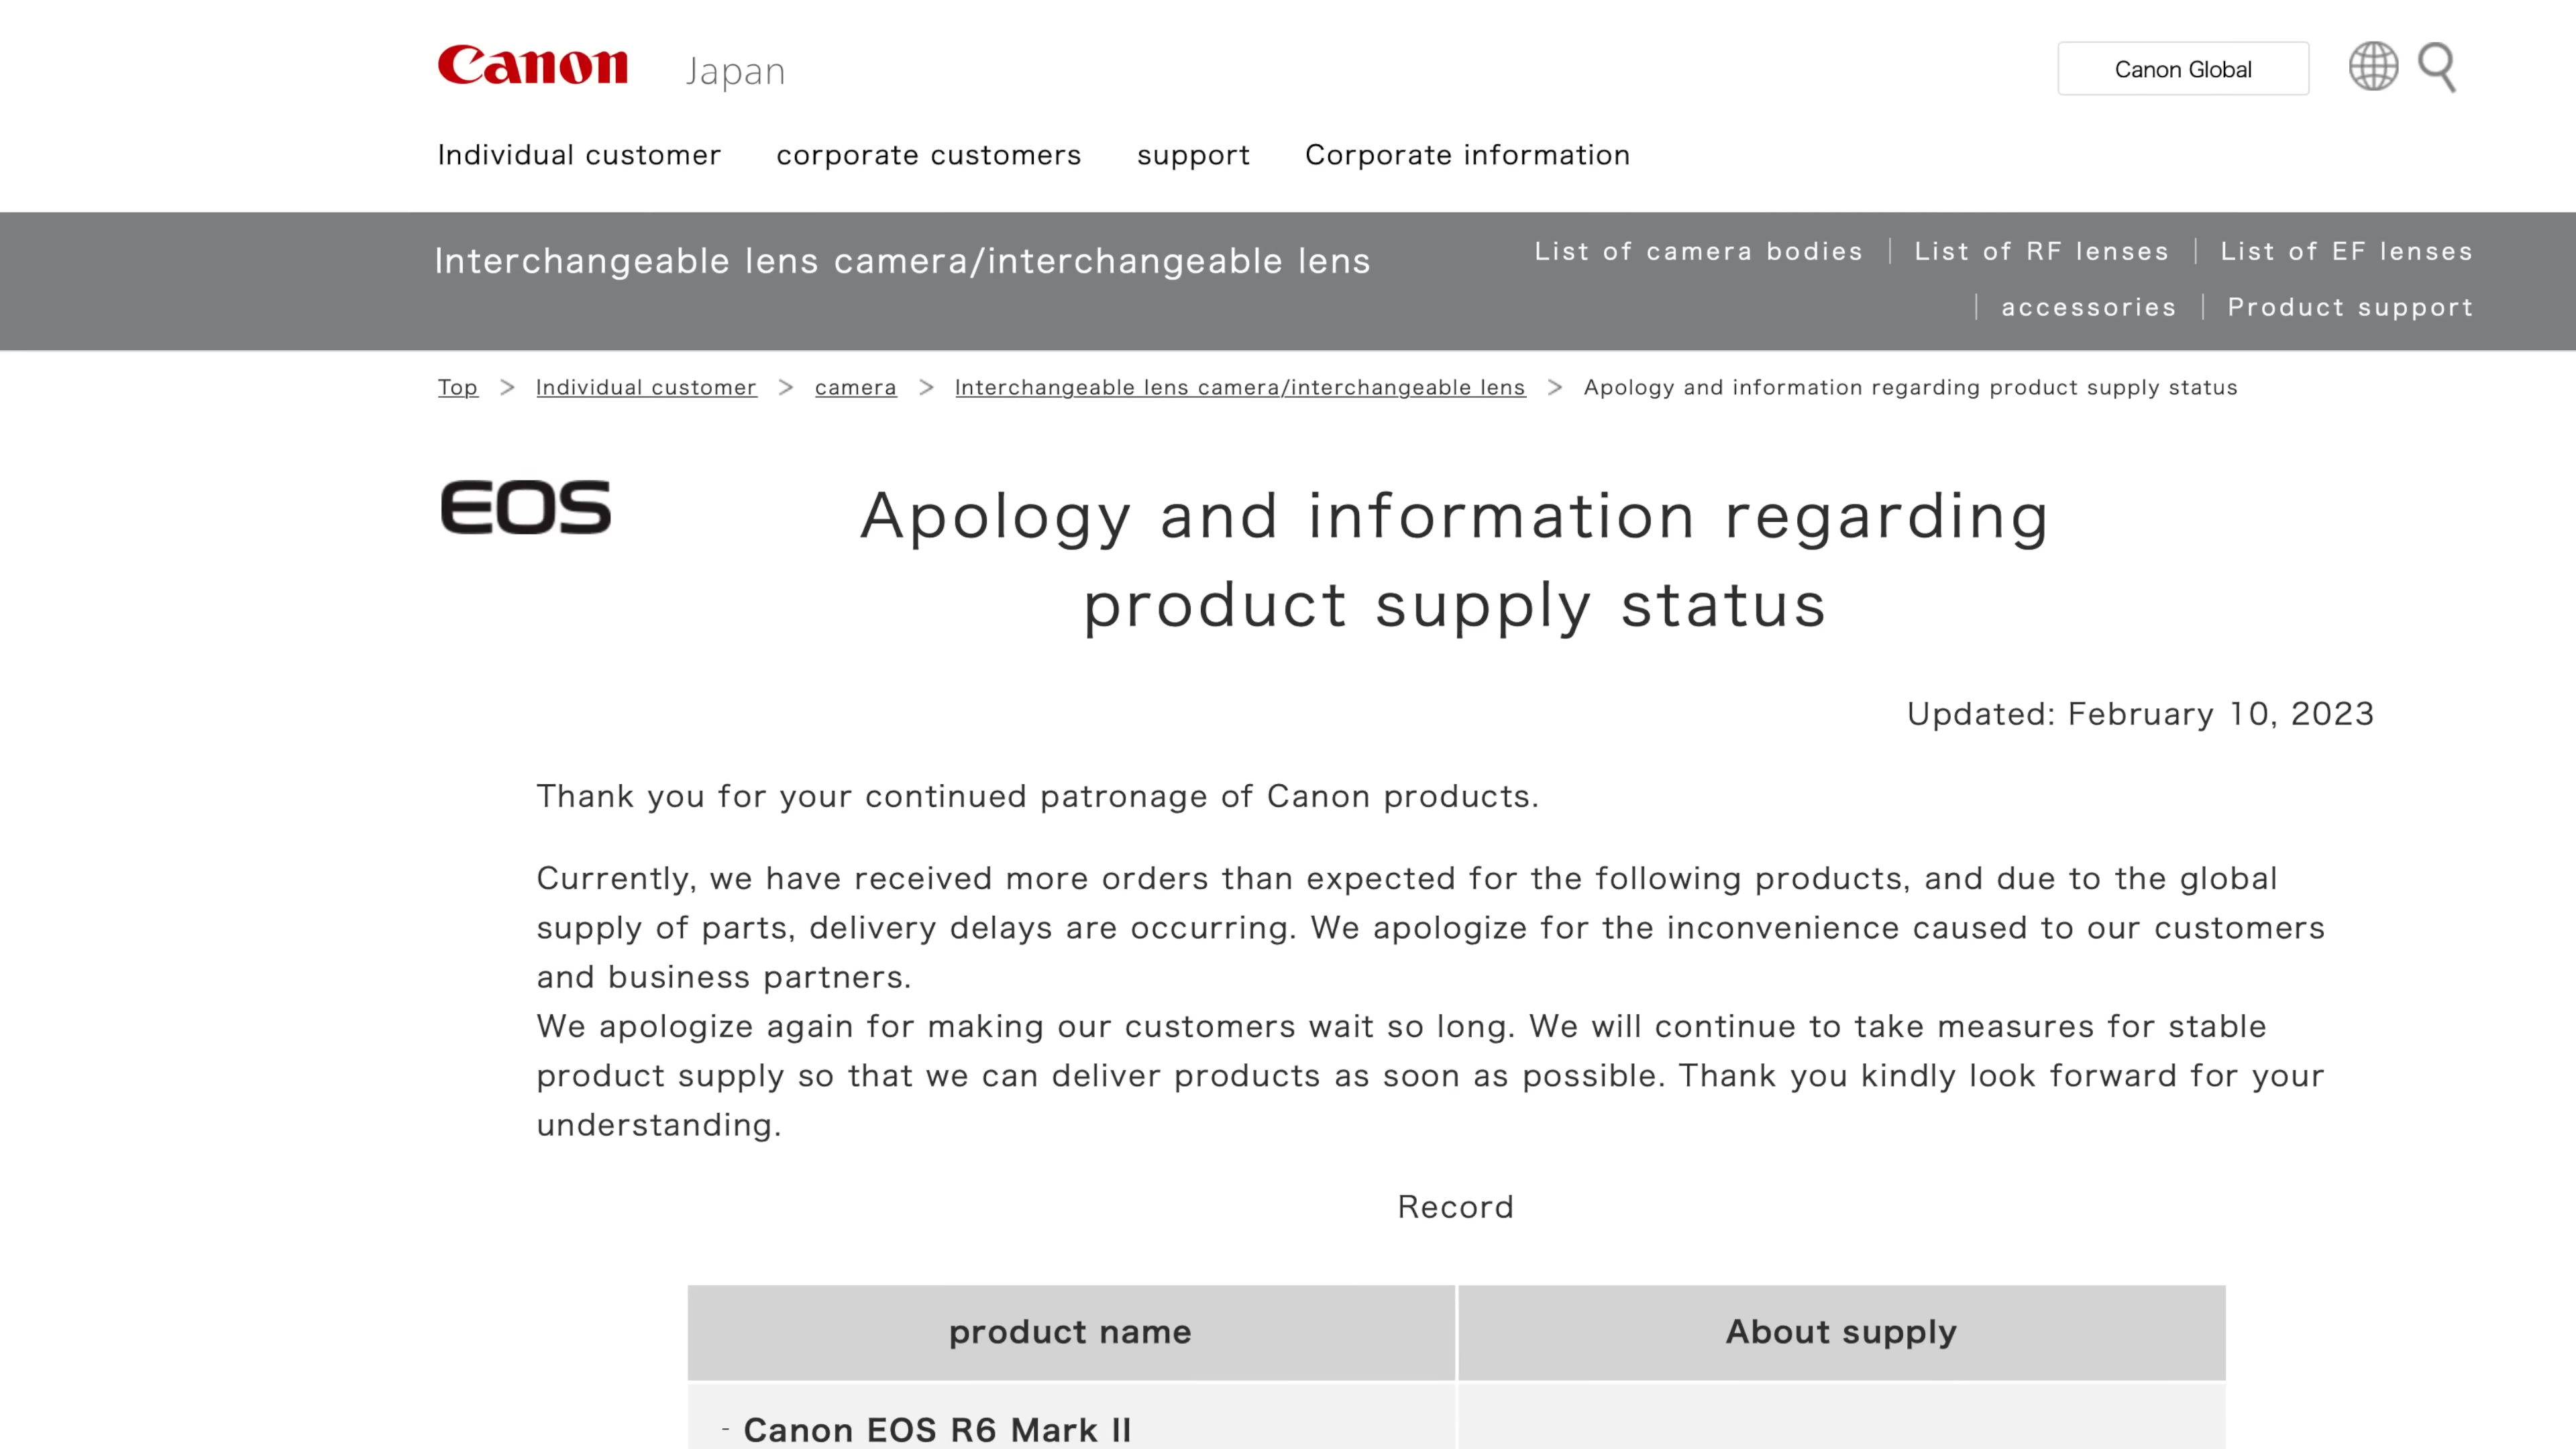 Canon Japan
Canon Global
Individual customer corporate customers support Corporate information
Interchangeable lens camera/interchangeable lens
List of camera bodies | List of RF lenses | List of EF lenses
| accessories | Product support
Top > Individual customer > camera > Interchangeable lens camera/interchangeable lens > Apology and information regarding product supply status
EOS
Apology and information regarding
product supply status
Updated: February 10, 2023
Thank you for your continued patronage of Canon products.
Currently, we have received more orders than expected for the following products, and due to the global
supply of parts, delivery delays are occurring. We apologize for the inconvenience caused to our customers
and business partners.
We apologize again for making our customers wait so long. We will continue to take measures for stable
product supply so that we can deliver products as soon as possible. Thank you kindly look forward for your
understanding.
Record
product name About supply
- Canon EOS R6 Mark II